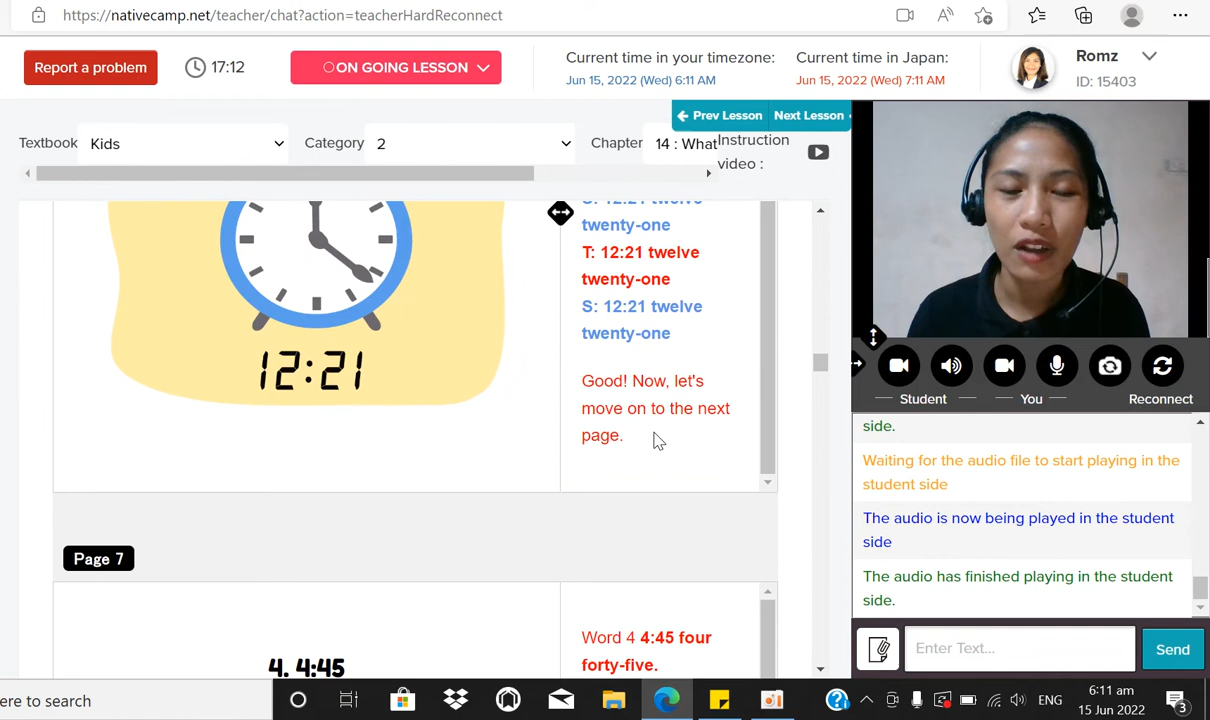 https://nativecamp.net/teacher/chat?action=teacherHardReconnect
Report a problem
17:12
ON GOING LESSON
Current time in your timezone:
Jun 15, 2022 (Wed) 6:11 AM
Current time in Japan:
Jun 15, 2022 (Wed) 7:11 AM
Romz
ID: 15403
Prev Lesson
Next Lesson
Textbook
Kids
Category
2
Chapter
14 : What
Instruction
video :
S: 12:21 twelve
twenty-one
T: 12:21 twelve
twenty-one
S: 12:21 twelve
twenty-one
Good! Now, let's
move on to the next
page.
12:21
Page 7
4. 4:45
Word 4 4:45 four
forty-five.
Student
You
Reconnect
side.
Waiting for the audio file to start playing in the
student side
The audio is now being played in the student
side
The audio has finished playing in the student
side.
Enter Text...
Send
ere to search
ENG
6:11 am
15 Jun 2022
3